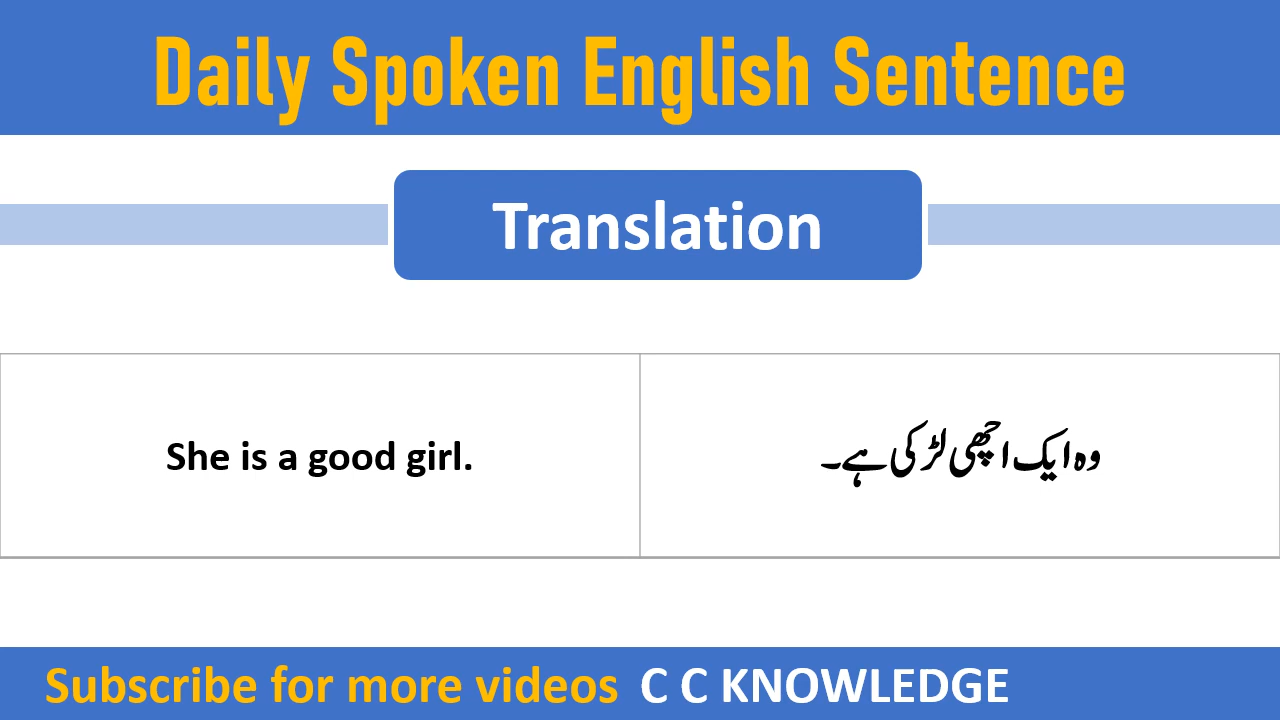 Daily Spoken English Sentence
Translation
She is a good girl.
وہ ایک اچھی لڑکی ہے۔
Subscribe for more videos C C KNOWLEDGE